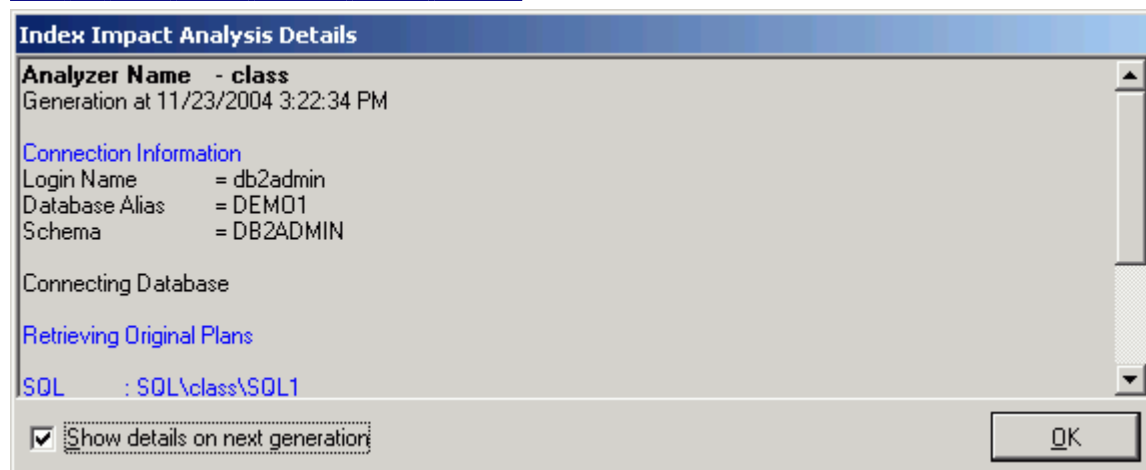 Index Impact Analysis Details
Analyzer Name - class
Generation at 11/23/2004 3:22:34 PM
Connection Information
Login Name = db2admin
Database Alias = DEMO1
Schema = DB2ADMIN
Connecting Database
Retrieving Original Plans
SQL : SQL\class\SQL1
Show details on next generation
OK